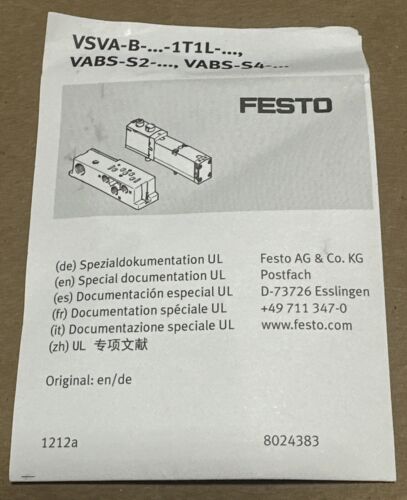 VSVA-B-...-1T1L-...,
VABS-S2-..., VABS-S4-...
FESTO
(de) Spezialdokumentation UL
(en) Special documentation UL
(es) Documentación especial UL
(fr) Documentation spéciale UL
(it) Documentazione speciale UL
(zh) UL 专项文献
Festo AG & Co. KG
Postfach
D-73726 Esslingen
+49 711 347-0
www.festo.com
Original: en/de
1212a
8024383